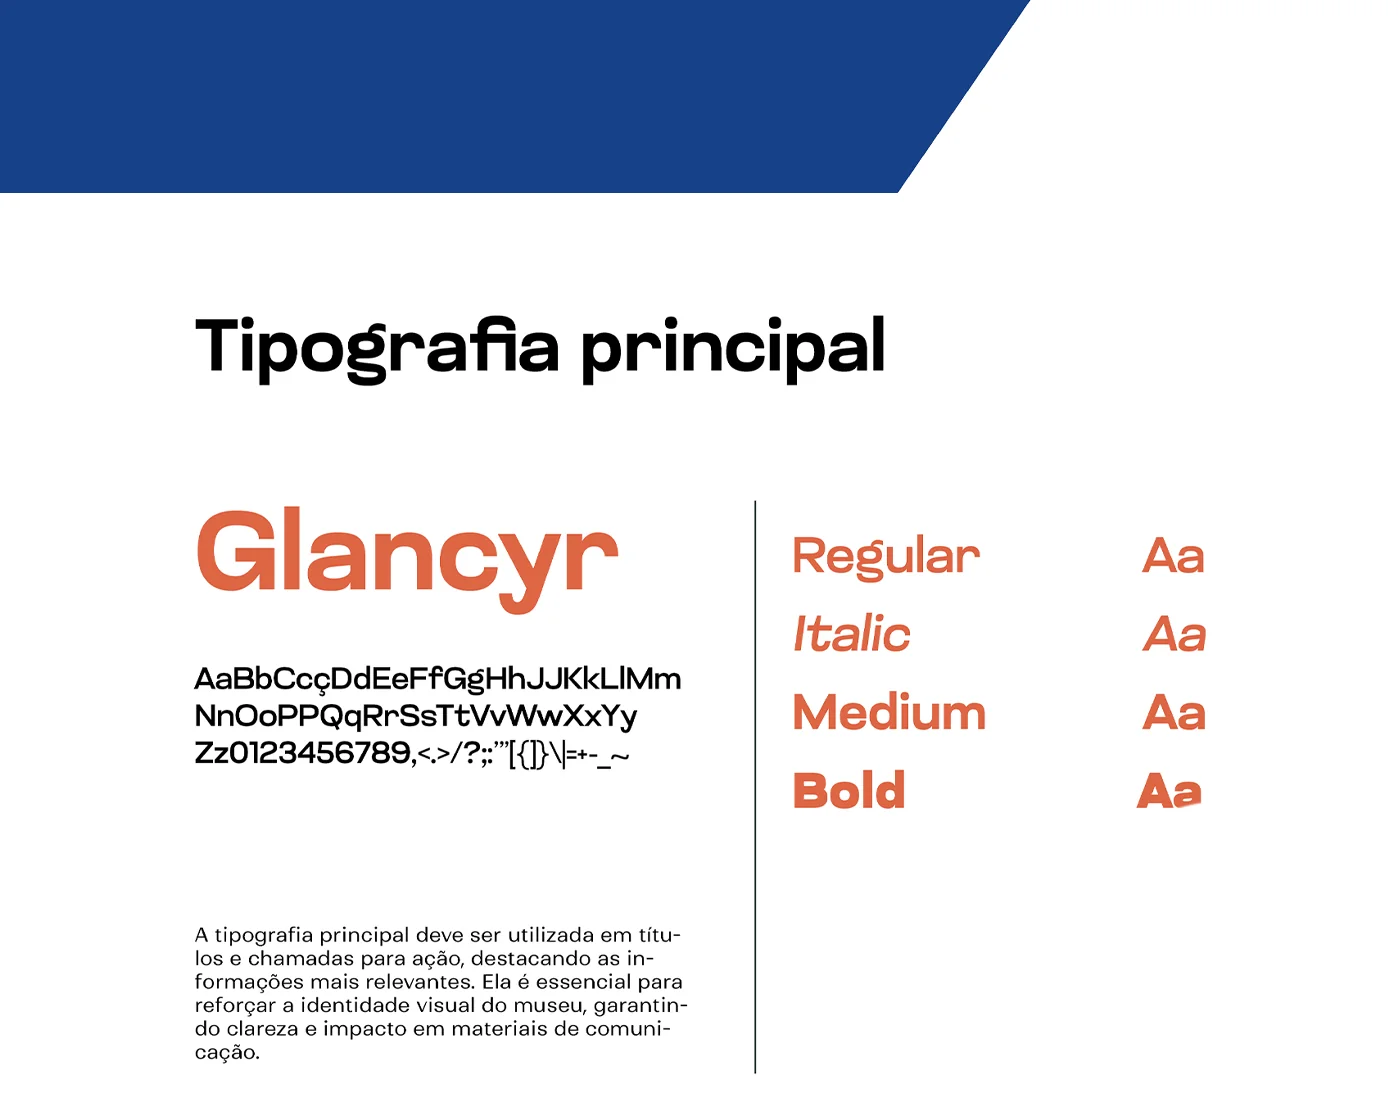 Tipografia principal
Glancyr
AaBbCcçDdEeFfGgHhJJKkLlMm
NnOoPPQqRrSsTtVvWwXxYy
Zz0123456789,<.>/?;:’”[{]}\|=+-_~
A tipografia principal deve ser utilizada em títu-
los e chamadas para ação, destacando as in-
formações mais relevantes. Ela é essencial para
reforçar a identidade visual do museu, garantin-
do clareza e impacto em materiais de comuni-
cação.
Regular Aa
Italic Aa
Medium Aa
Bold Aa